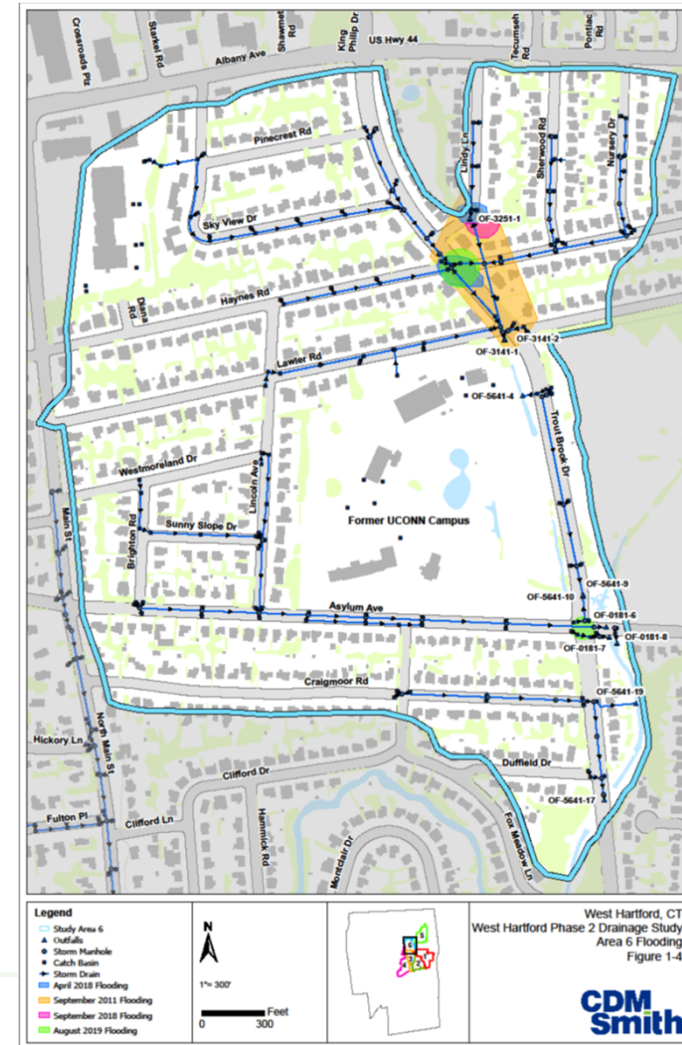 Crossroads Plz
Starkel Rd
Shawmet Rd
King Philip Dr
US Hwy 44
Tecumseh Rd
Pontiac Rd
Albany Ave
Pinecrest Rd
Lindy Ln
Sherwood Rd
Nursery Dr
Sky View Dr
OF-3251-1
Haynes Rd
Diana Rd
OF-3141-2
OF-3141-1
Lawler Rd
OF-5641-4
Trout Brook Dr
Westmoreland Dr
Lincoln Ave
Former UCONN Campus
Main St
Brighton Rd
Sunny Slope Dr
OF-5641-9
OF-5641-10
Asylum Ave
OF-0181-6
OF-0181-8
OF-0181-7
Craigmoor Rd
OF-5641-19
North Main St
Hickory Ln
Clifford Dr
Duffield Dr
OF-5641-17
Fulton Pl
Clifford Ln
Hammick Rd
Montclair Dr
Fox Meadow Ln
Legend
Study Area 6
Outfalls
Storm Manhole
Catch Basin
Storm Drain
April 2018 Flooding
September 2011 Flooding
September 2018 Flooding
August 2019 Flooding
N
1"= 300'
Feet
0 300
5
6
3
4
2
1
West Hartford, CT
West Hartford Phase 2 Drainage Study
Area 6 Flooding
Figure 1-4
CDM
Smith